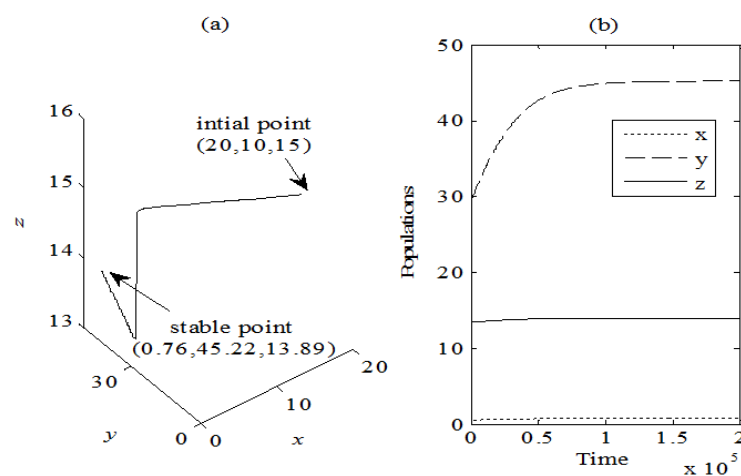 (a)
16
15
14
13
z
intial point
(20,10,15)
stable point
(0.76,45.22,13.89)
30
0
y
0
10
20
x
(b)
50
40
30
20
10
0
Populations
x
y
z
0
0.5
1
1.5
2
Time
x 10^5